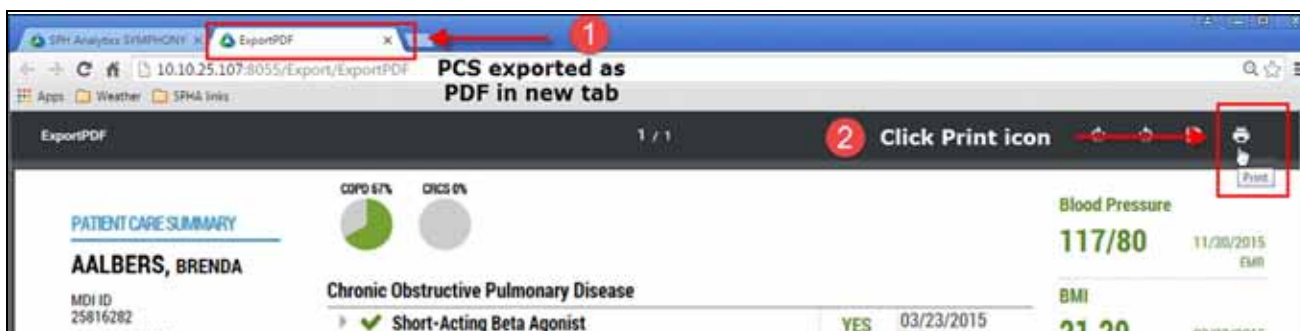 SPH Analytics SYMPHONY × ExportPDF ×
1
10.10.25.107:8055/Export/ExportPDF
PCS exported as
PDF in new tab
Apps Weather SPHA links
ExportPDF 1 / 1 2 Click Print icon
Print
COPD 67% CRCS 0%
PATIENT CARE SUMMARY
AALBERS, BRENDA
MDI ID
25816282
Chronic Obstructive Pulmonary Disease
Short-Acting Beta Agonist YES 03/23/2015
Blood Pressure
117/80 11/30/2015
EMR
BMI